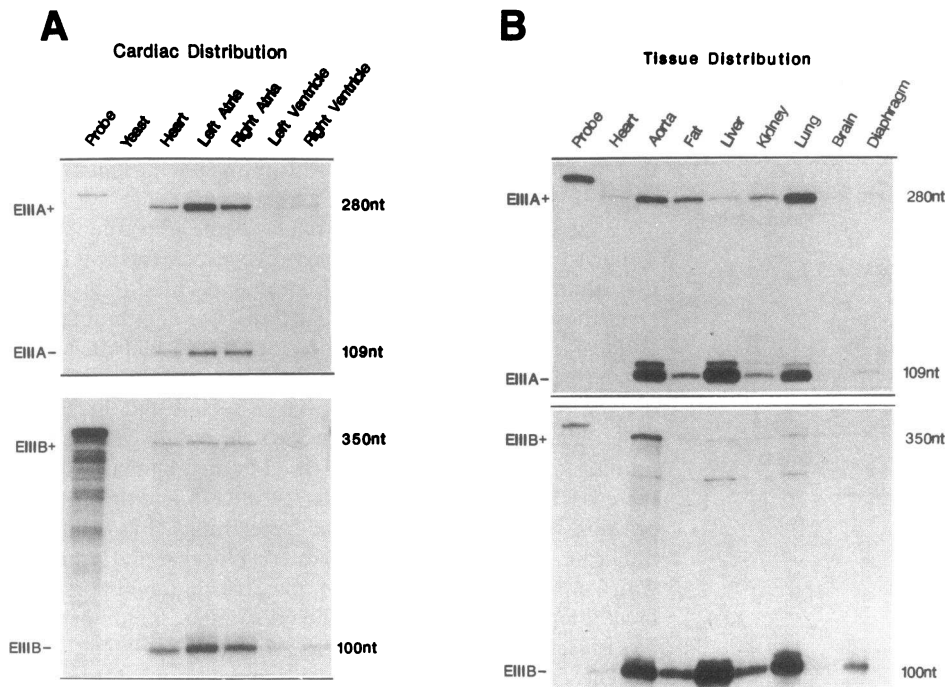 A
Cardiac Distribution
Probe
Yeast
Heart
Left Atria
Right Atria
Left Ventricle
Right Ventricle
EIIIA+
280nt
EIIIA−
109nt
EIIIB+
350nt
EIIIB−
100nt
B
Tissue Distribution
Probe
Heart
Aorta
Fat
Liver
Kidney
Lung
Brain
Diaphragm
EIIIA+
280nt
EIIIA−
109nt
EIIIB+
350nt
EIIIB−
100nt